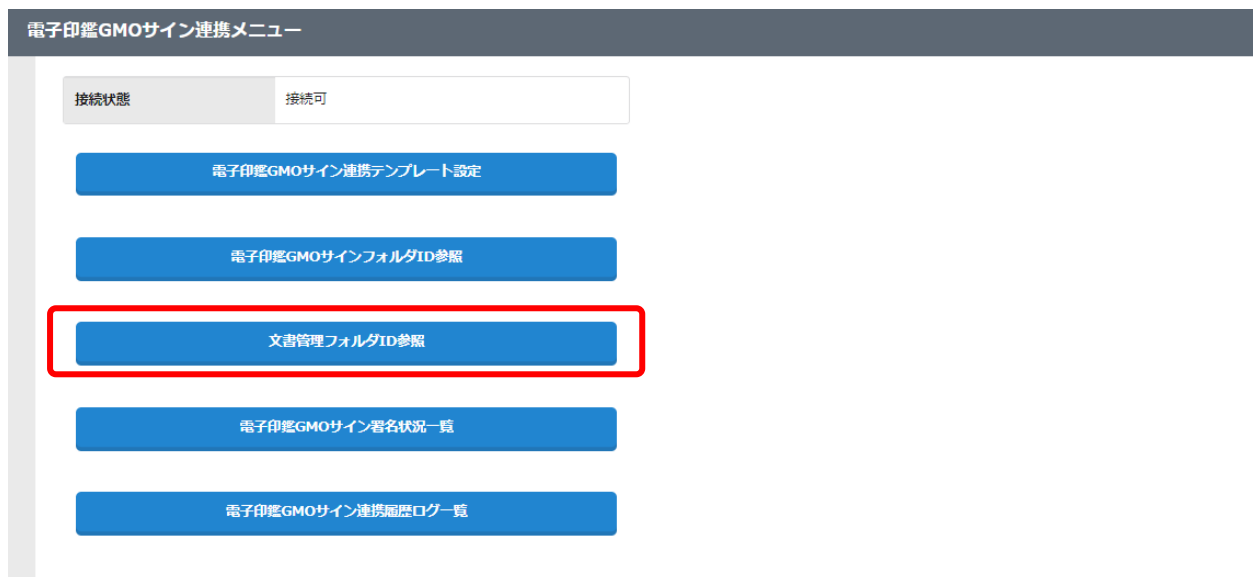 電子印鑑GMOサイン連携メニュー
接続状態 接続可
電子印鑑GMOサイン連携テンプレート設定
電子印鑑GMOサインフォルダID参照
文書管理フォルダID参照
電子印鑑GMOサイン署名状況一覧
電子印鑑GMOサイン連携履歴ログ一覧